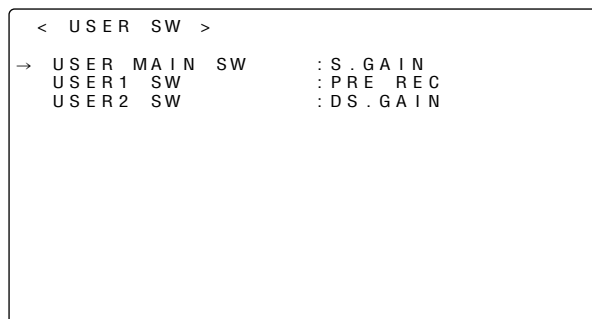 < USER SW >
→ USER MAIN SW :S.GAIN
USER1 SW :PRE REC
USER2 SW :DS.GAIN